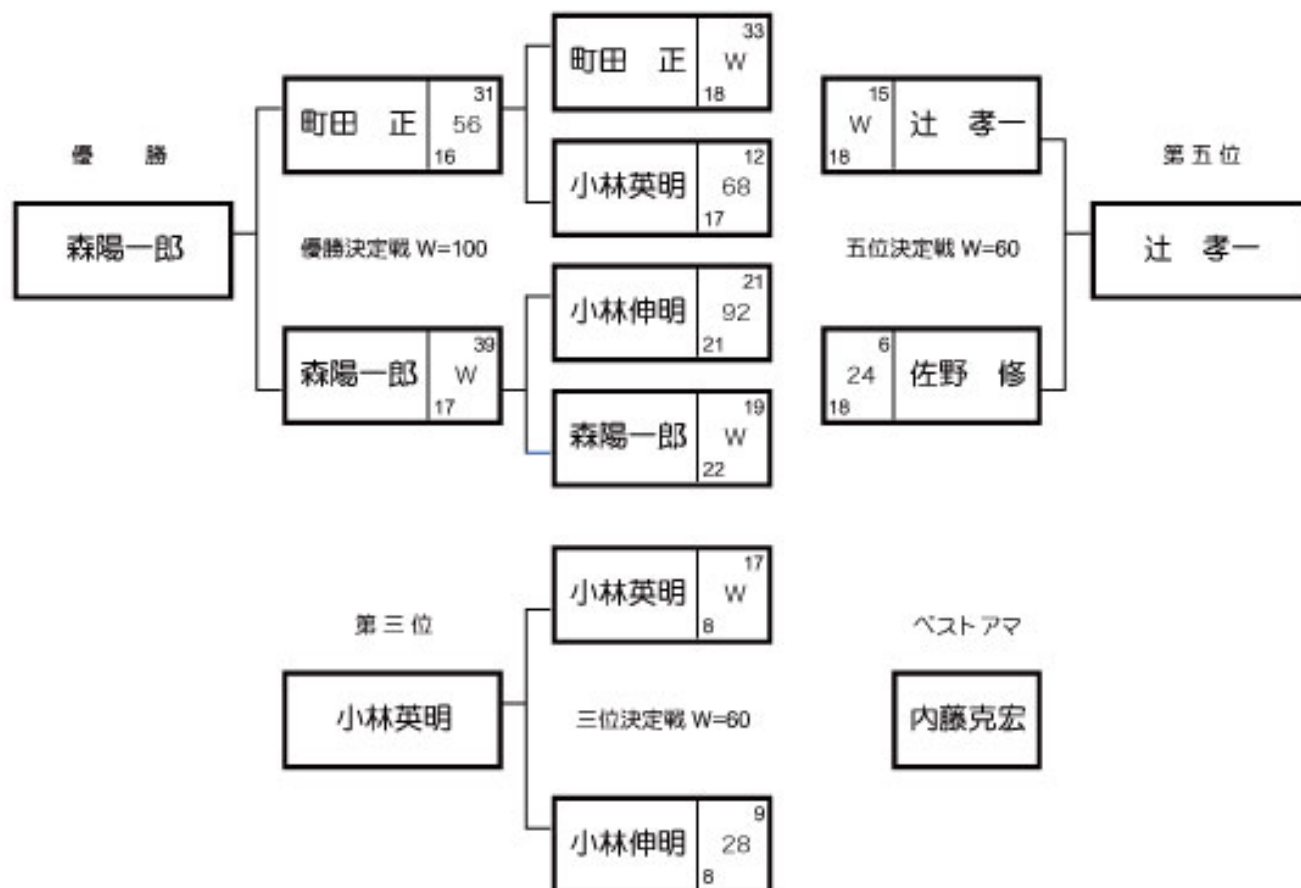 町田　正 33 W 18
町田　正 31 56 16
15 W 18 辻　孝一
優　勝
小林英明 12 68 17
第五位
森陽一郎
優勝決定戦 W=100
五位決定戦 W=60
辻　孝一
小林伸明 21 92 21
森陽一郎 39 W 17
6 24 18 佐野　修
森陽一郎 19 W 22
小林英明 17 W 8
第三位
ベストアマ
小林英明
三位決定戦 W=60
内藤克宏
小林伸明 9 28 8